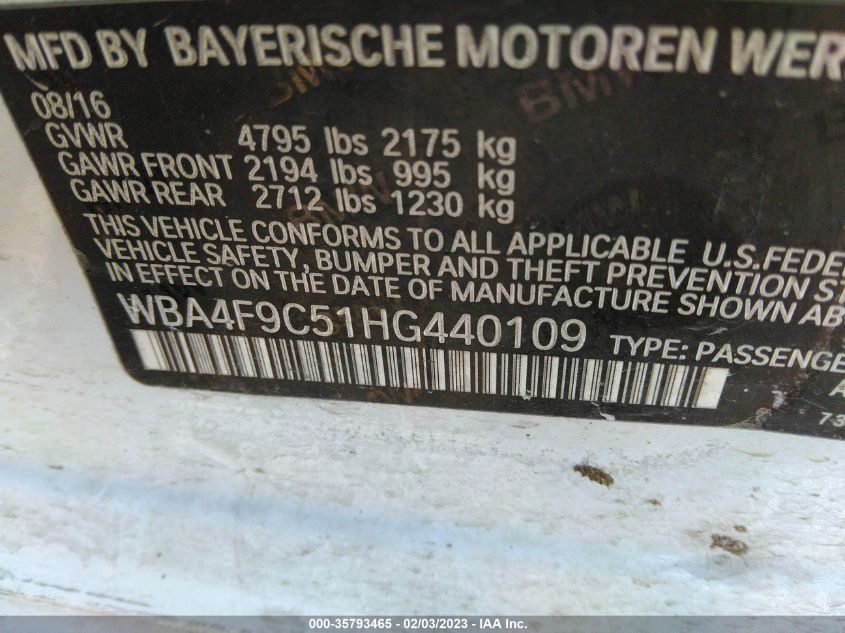 MFD BY BAYERISCHE MOTOREN WER
08/16
GVWR 4795 lbs 2175 kg
GAWR FRONT 2194 lbs 995 kg
GAWR REAR 2712 lbs 1230 kg
THIS VEHICLE CONFORMS TO ALL APPLICABLE U.S.FEDE
VEHICLE SAFETY, BUMPER AND THEFT PREVENTION ST
IN EFFECT ON THE DATE OF MANUFACTURE SHOWN AB
WBA4F9C51HG440109 TYPE: PASSENGE
A
73
000-35793465 - 02/03/2023 - IAA Inc.